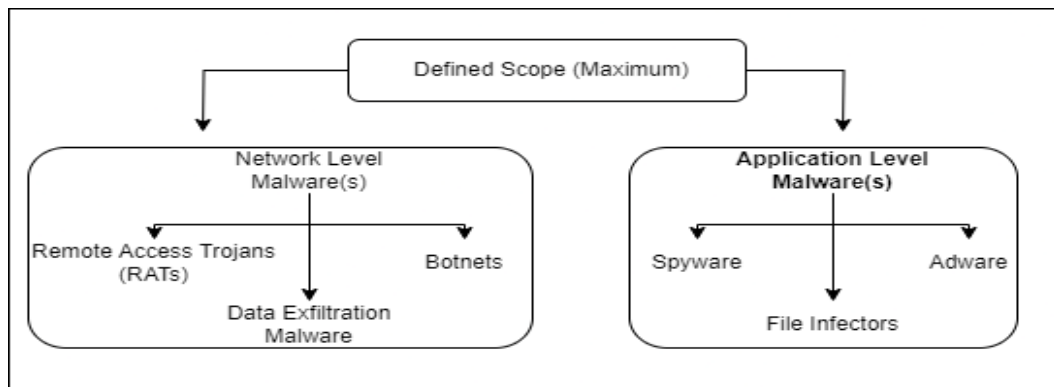 Defined Scope (Maximum)
Network Level
Malware(s)
Remote Access Trojans
(RATs)
Botnets
Data Exfiltration
Malware
Application Level
Malware(s)
Spyware
Adware
File Infectors